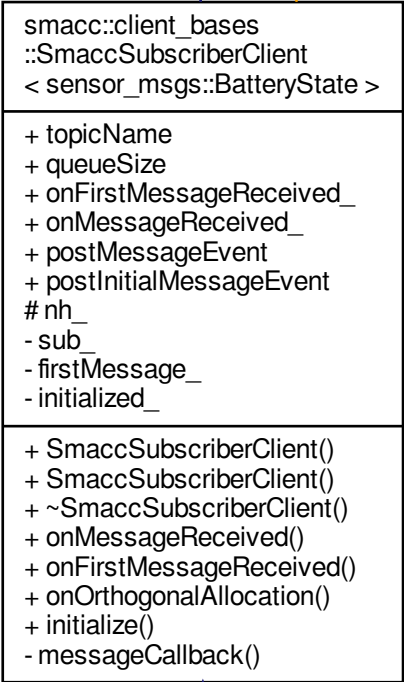 smacc::client_bases
::SmaccSubscriberClient
< sensor_msgs::BatteryState >
+ topicName
+ queueSize
+ onFirstMessageReceived_
+ onMessageReceived_
+ postMessageEvent
+ postInitialMessageEvent
# nh_
- sub_
- firstMessage_
- initialized_
+ SmaccSubscriberClient()
+ SmaccSubscriberClient()
+ ~SmaccSubscriberClient()
+ onMessageReceived()
+ onFirstMessageReceived()
+ onOrthogonalAllocation()
+ initialize()
- messageCallback()